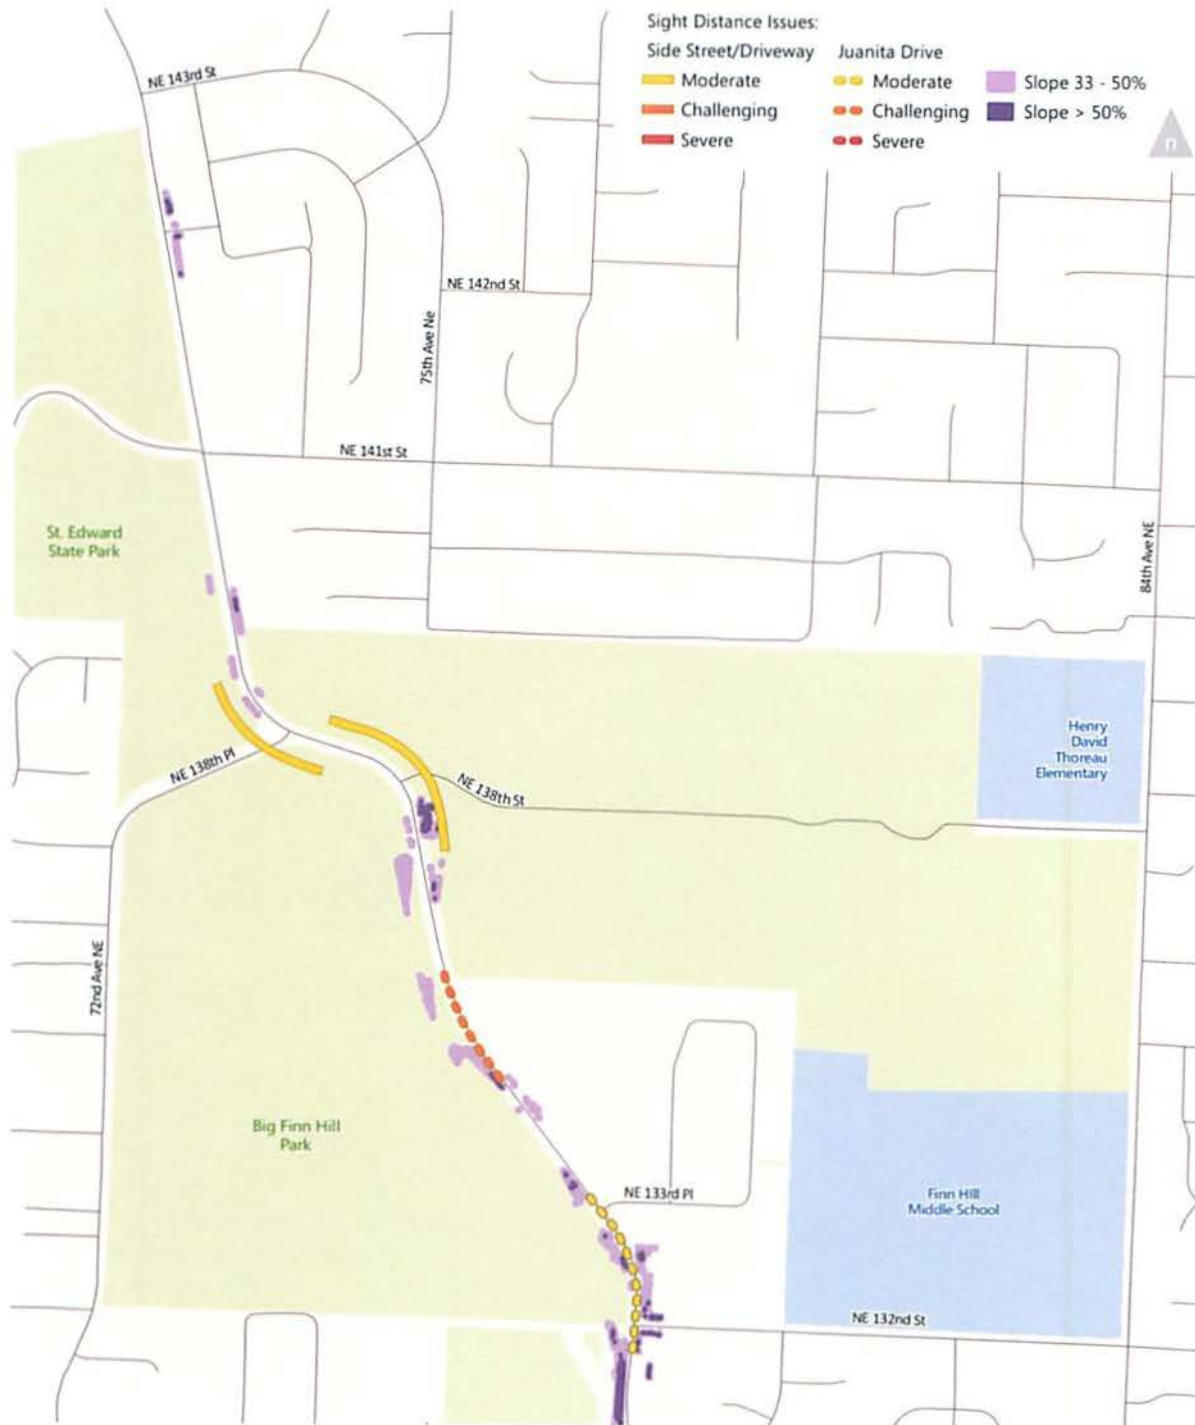 Sight Distance Issues:
Side Street/Driveway
Moderate
Challenging
Severe
Juanita Drive
Moderate
Challenging
Severe
Slope 33 - 50%
Slope > 50%
n
NE 143rd St
NE 142nd St
75th Ave Ne
NE 141st St
St. Edward
State Park
84th Ave NE
Henry
David
Thoreau
Elementary
NE 138th Pl
NE 138th St
72nd Ave NE
Big Finn Hill
Park
NE 133rd Pl
Finn Hill
Middle School
NE 132nd St